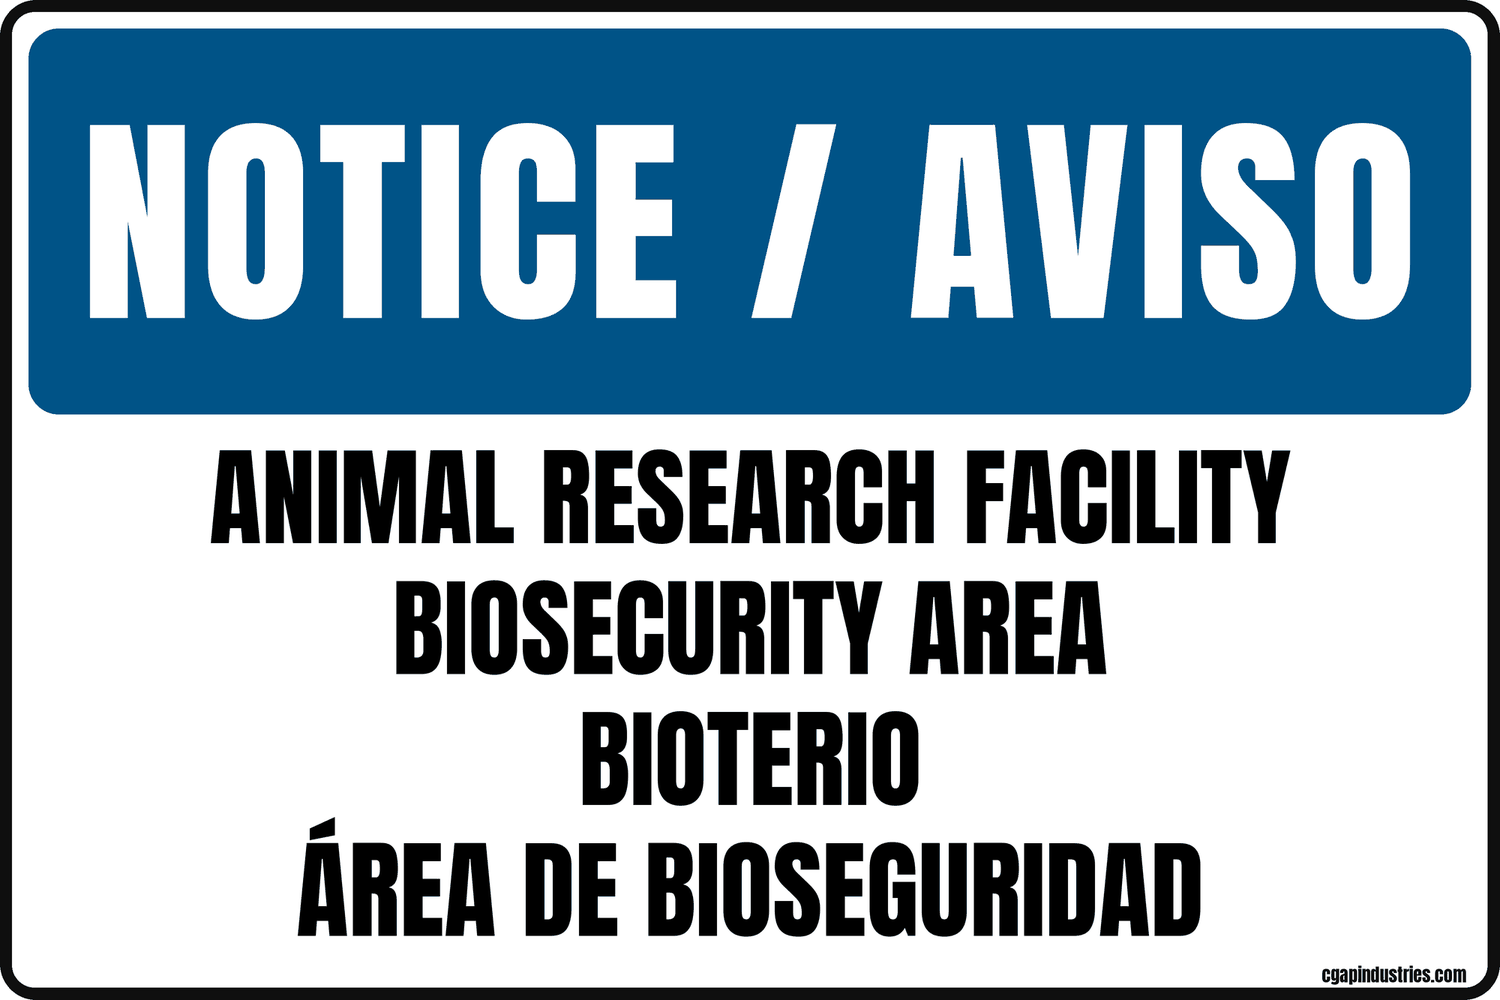 NOTICE / AVISO
ANIMAL RESEARCH FACILITY
BIOSECURITY AREA
BIOTERIO
ÁREA DE BIOSEGURIDAD
cgapindustries.com